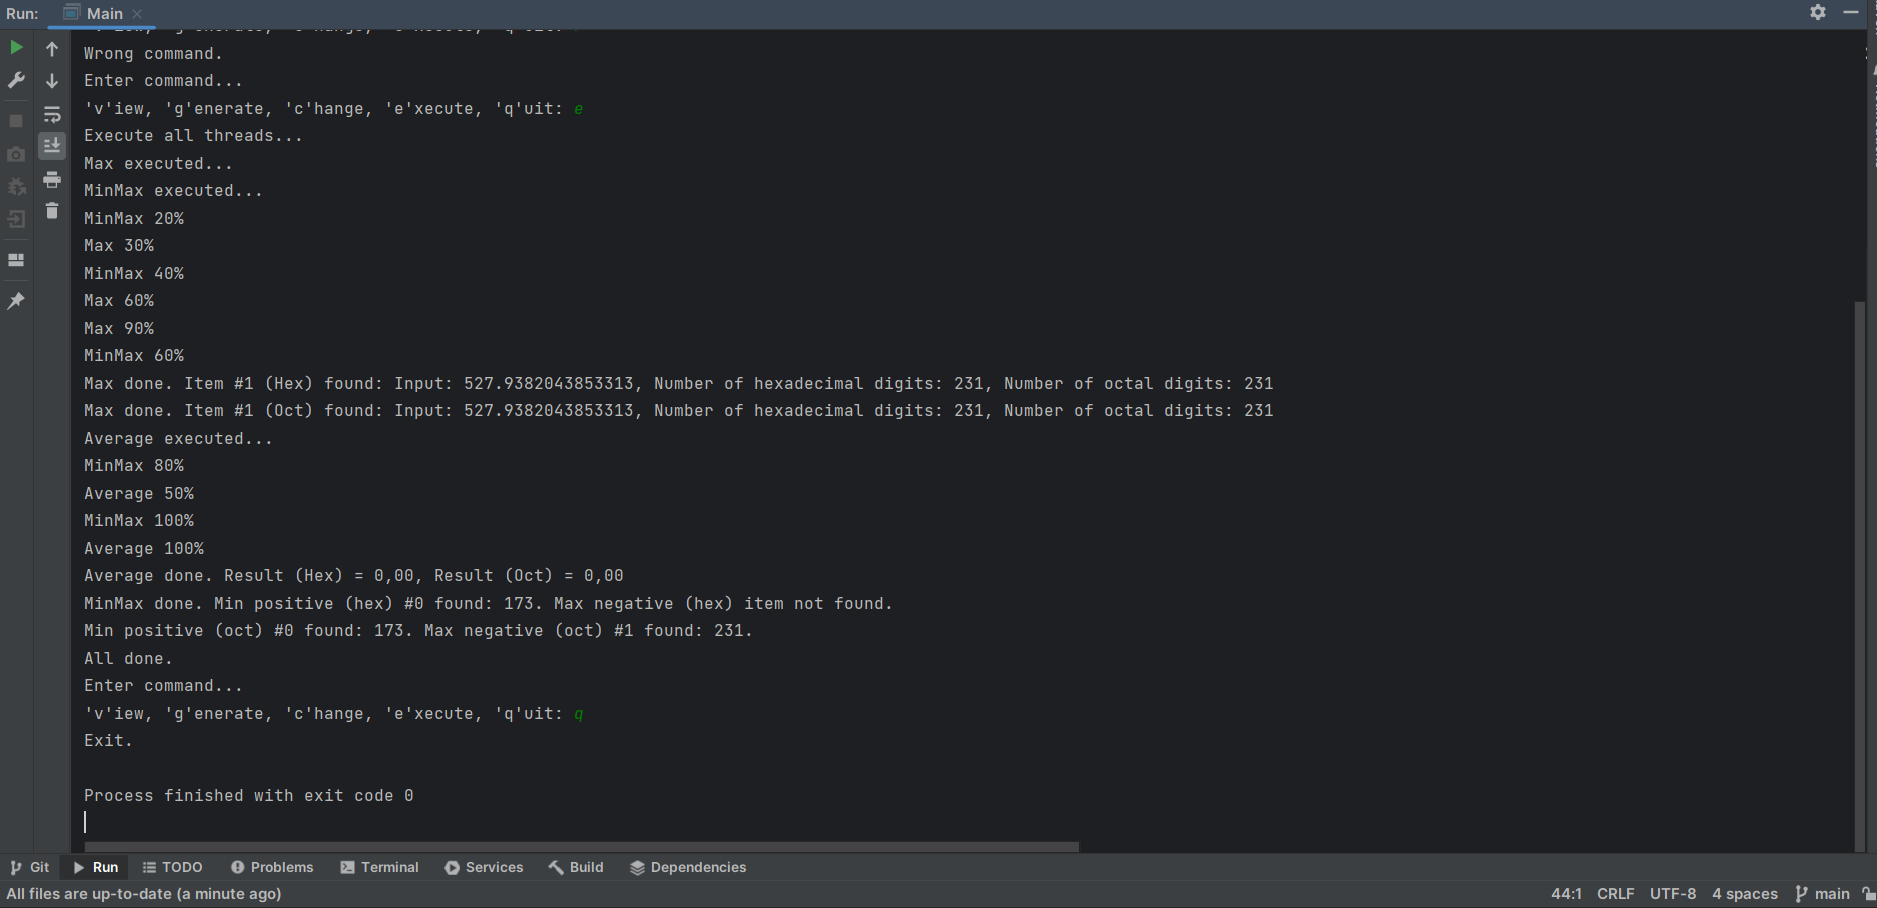 Run: Main
Wrong command.
Enter command...
'v'iew, 'g'enerate, 'c'hange, 'e'xecute, 'q'uit: e
Execute all threads...
Max executed...
MinMax executed...
MinMax 20%
Max 30%
MinMax 40%
Max 60%
Max 90%
MinMax 60%
Max done. Item #1 (Hex) found: Input: 527.9382043853313, Number of hexadecimal digits: 231, Number of octal digits: 231
Max done. Item #1 (Oct) found: Input: 527.9382043853313, Number of hexadecimal digits: 231, Number of octal digits: 231
Average executed...
MinMax 80%
Average 50%
MinMax 100%
Average 100%
Average done. Result (Hex) = 0,00, Result (Oct) = 0,00
MinMax done. Min positive (hex) #0 found: 173. Max negative (hex) item not found.
Min positive (oct) #0 found: 173. Max negative (oct) #1 found: 231.
All done.
Enter command...
'v'iew, 'g'enerate, 'c'hange, 'e'xecute, 'q'uit: q
Exit.
Process finished with exit code 0
Git Run TODO Problems Terminal Services Build Dependencies
All files are up-to-date (a minute ago) 44:1 CRLF UTF-8 4 spaces main